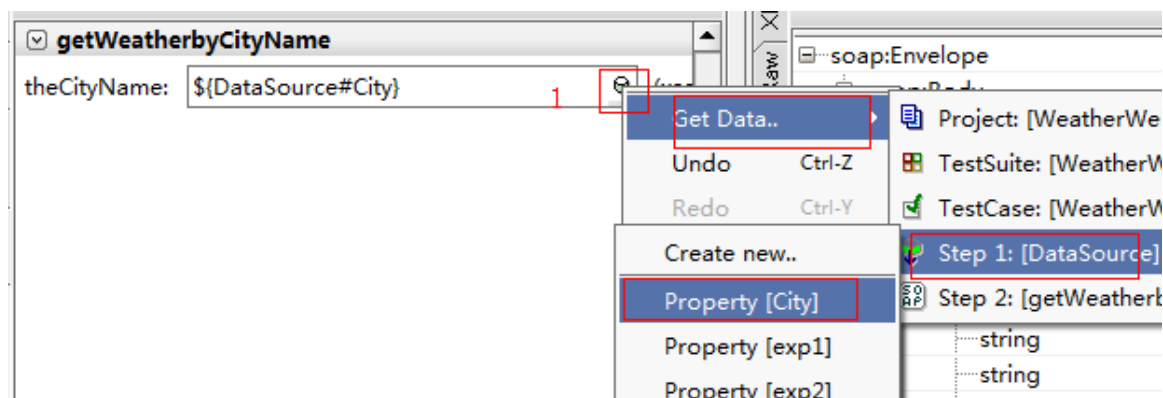 getWeatherbyCityName
theCityName: ${DataSource#City}
1
Get Data..
Undo Ctrl-Z
Redo Ctrl-Y
Create new..
Property [City]
Property [exp1]
Property [exp2]
soap:Envelope
Project: [WeatherWe
TestSuite: [WeatherW
TestCase: [WeatherW
Step 1: [DataSource]
Step 2: [getWeatherb
string
string